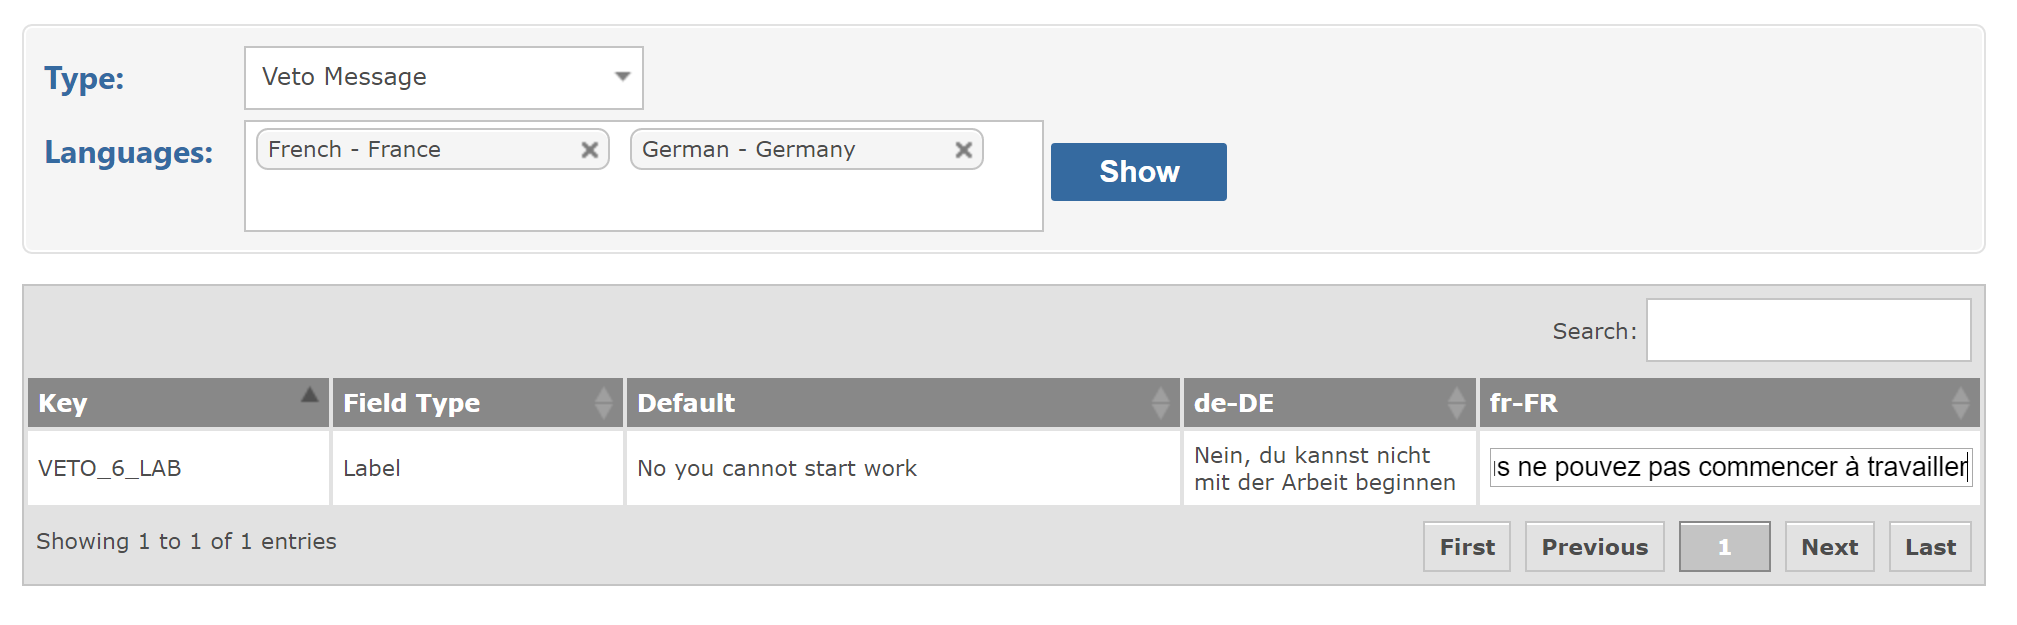 Type:
Veto Message
Languages:
French - France
German - Germany
Show
Search:
Key
Field Type
Default
de-DE
fr-FR
VETO_6_LAB
Label
No you cannot start work
Nein, du kannst nicht
mit der Arbeit beginnen
ne pouvez pas commencer à travailler
Showing 1 to 1 of 1 entries
First
Previous
1
Next
Last